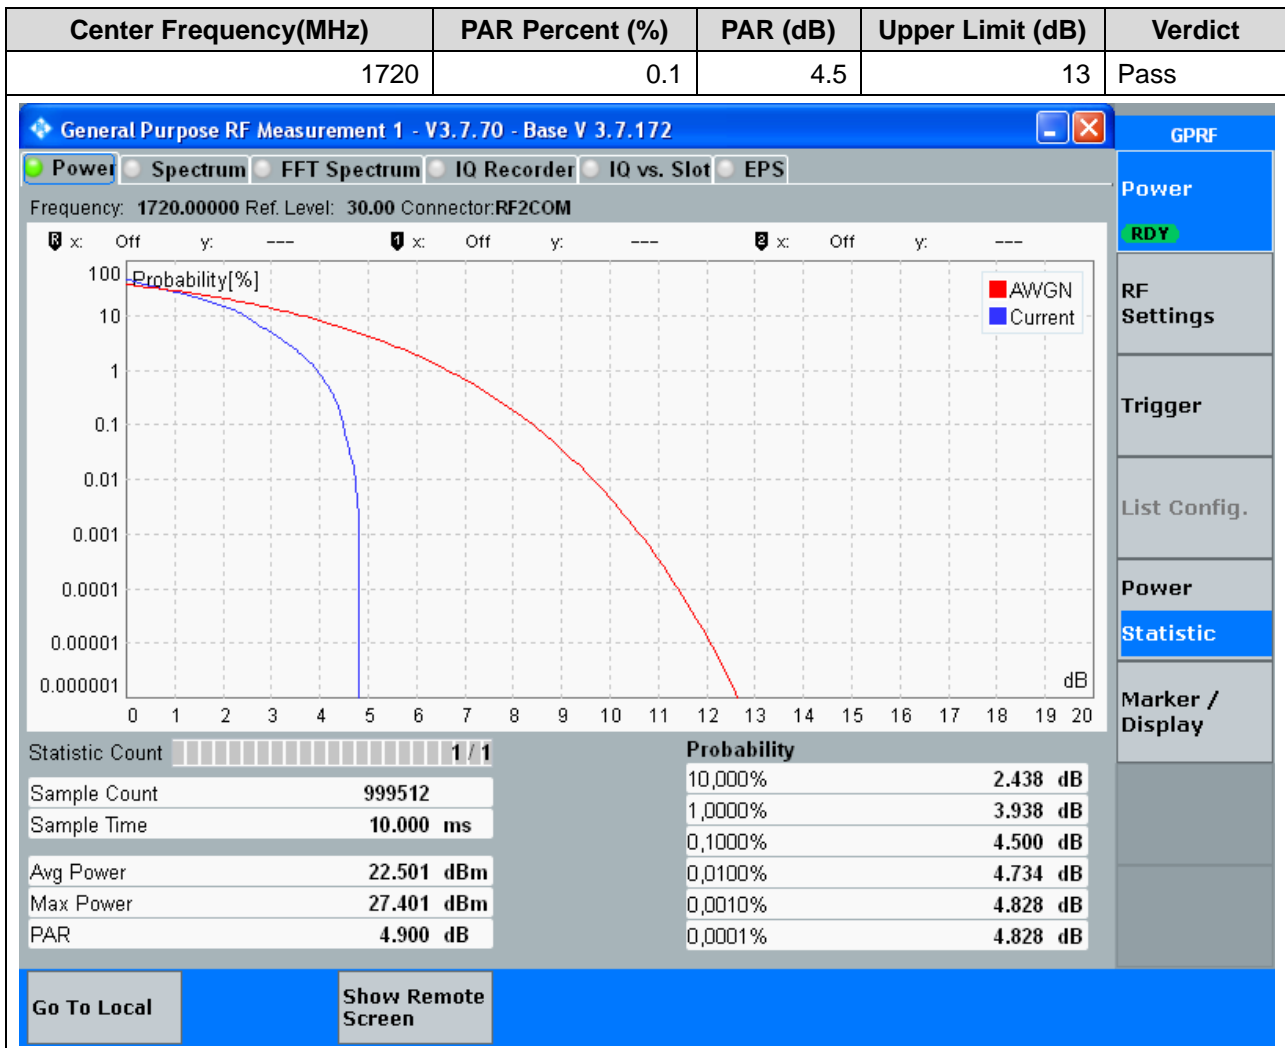 Center Frequency(MHz) PAR Percent (%) PAR (dB) Upper Limit (dB) Verdict
1720 0.1 4.5 13 Pass
General Purpose RF Measurement 1 - V3.7.70 - Base V 3.7.172
GPRF
Power Spectrum FFT Spectrum IQ Recorder IQ vs. Slot EPS
Power
RDY
Frequency: 1720.00000 Ref. Level: 30.00 Connector:RF2COM
R x: Off y: --- 1 x: Off y: --- 2 x: Off y: ---
RF
Settings
Trigger
List Config.
Power
Statistic
Marker /
Display
Probability[%]
AWGN
Current
100
10
1
0.1
0.01
0.001
0.0001
0.00001
0.000001
dB
0 1 2 3 4 5 6 7 8 9 10 11 12 13 14 15 16 17 18 19 20
Statistic Count 1 / 1
Sample Count 999512
Sample Time 10.000 ms
Avg Power 22.501 dBm
Max Power 27.401 dBm
PAR 4.900 dB
Probability
10,000% 2.438 dB
1,0000% 3.938 dB
0,1000% 4.500 dB
0,0100% 4.734 dB
0,0010% 4.828 dB
0,0001% 4.828 dB
Go To Local
Show Remote
Screen